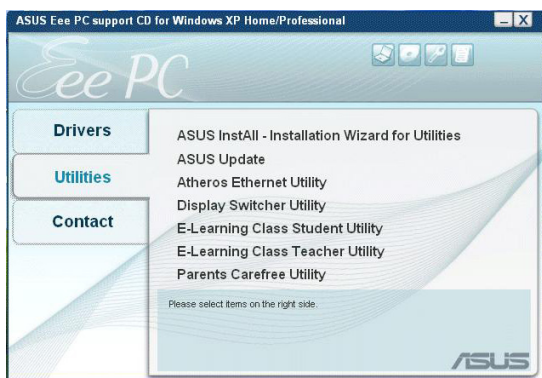 ASUS Eee PC support CD for Windows XP Home/Professional
Eee PC
Drivers
Utilities
Contact
ASUS InstAll - Installation Wizard for Utilities
ASUS Update
Atheros Ethernet Utility
Display Switcher Utility
E-Learning Class Student Utility
E-Learning Class Teacher Utility
Parents Carefree Utility
Please select items on the right side.
ASUS